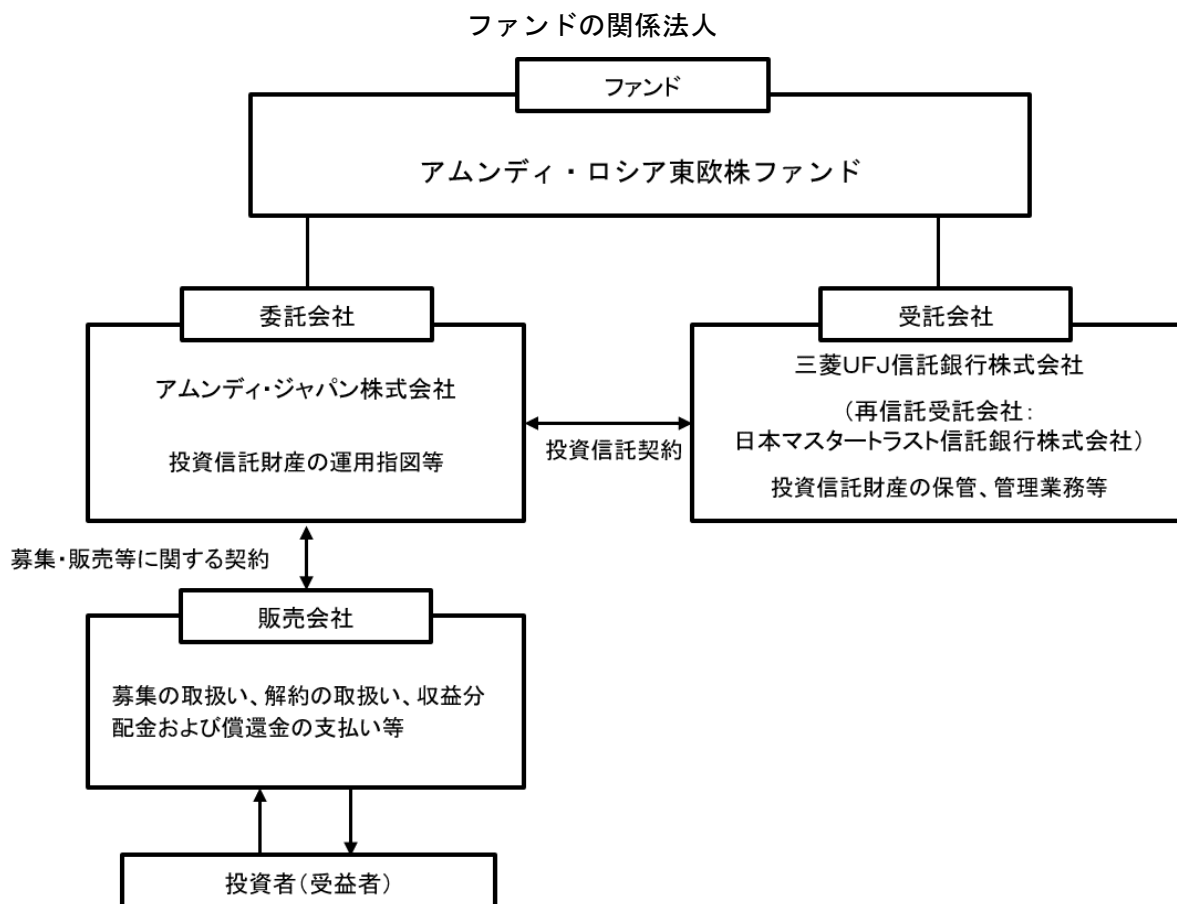 ファンドの関係法人
ファンド
アムンディ・ロシア東欧株ファンド
委託会社
アムンディ・ジャパン株式会社
投資信託財産の運用指図等
投資信託契約
受託会社
三菱UFJ信託銀行株式会社
（再信託受託会社：
日本マスタートラスト信託銀行株式会社）
投資信託財産の保管、管理業務等
募集・販売等に関する契約
販売会社
募集の取扱い、解約の取扱い、収益分
配金および償還金の支払い等
投資者（受益者）